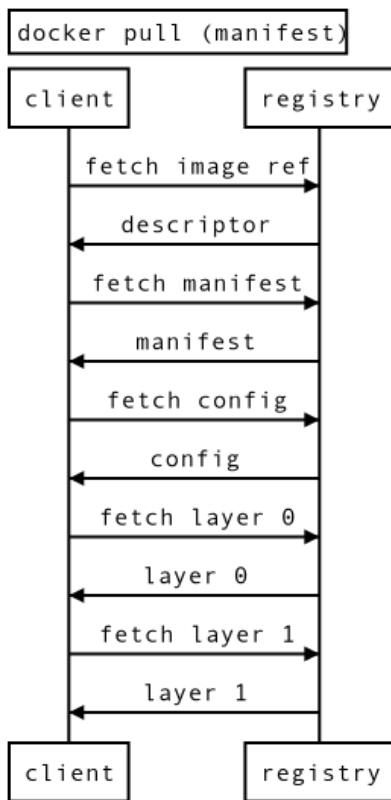 docker pull (manifest)
client registry
fetch image ref
descriptor
fetch manifest
manifest
fetch config
config
fetch layer 0
layer 0
fetch layer 1
layer 1
client registry